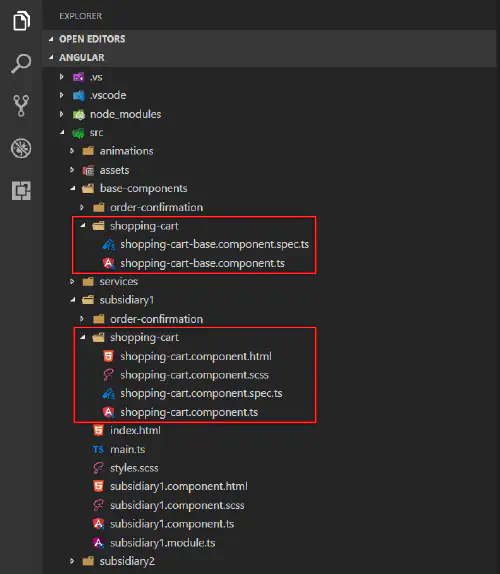 EXPLORER
OPEN EDITORS
ANGULAR
.vs
.vscode
node_modules
src
animations
assets
base-components
order-confirmation
shopping-cart
shopping-cart-base.component.spec.ts
shopping-cart-base.component.ts
services
subsidiary1
order-confirmation
shopping-cart
shopping-cart.component.html
shopping-cart.component.scss
shopping-cart.component.spec.ts
shopping-cart.component.ts
index.html
TS main.ts
styles.scss
subsidiary1.component.html
subsidiary1.component.scss
subsidiary1.component.ts
subsidiary1.module.ts
subsidiary2